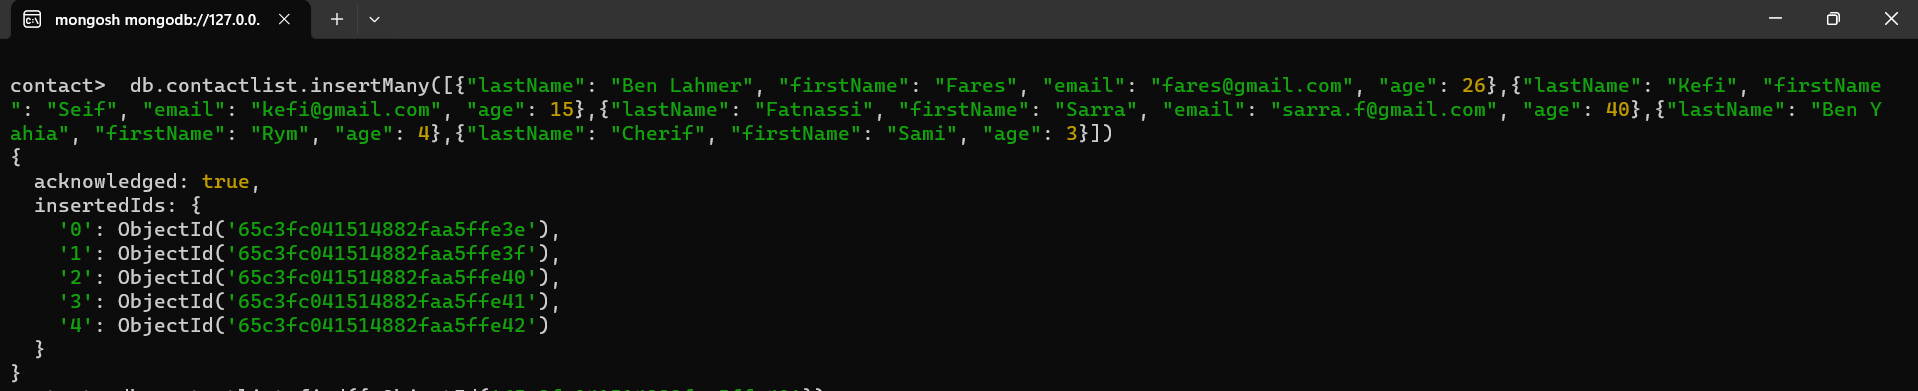 mongosh mongodb://127.0.0.
contact>  db.contactlist.insertMany([{"lastName": "Ben Lahmer", "firstName": "Fares", "email": "fares@gmail.com", "age": 26},{"lastName": "Kefi", "firstName
": "Seif", "email": "kefi@gmail.com", "age": 15},{"lastName": "Fatnassi", "firstName": "Sarra", "email": "sarra.f@gmail.com", "age": 40},{"lastName": "Ben Y
ahia", "firstName": "Rym", "age": 4},{"lastName": "Cherif", "firstName": "Sami", "age": 3}])
{
  acknowledged: true,
  insertedIds: {
    '0': ObjectId('65c3fc041514882faa5ffe3e'),
    '1': ObjectId('65c3fc041514882faa5ffe3f'),
    '2': ObjectId('65c3fc041514882faa5ffe40'),
    '3': ObjectId('65c3fc041514882faa5ffe41'),
    '4': ObjectId('65c3fc041514882faa5ffe42')
  }
}